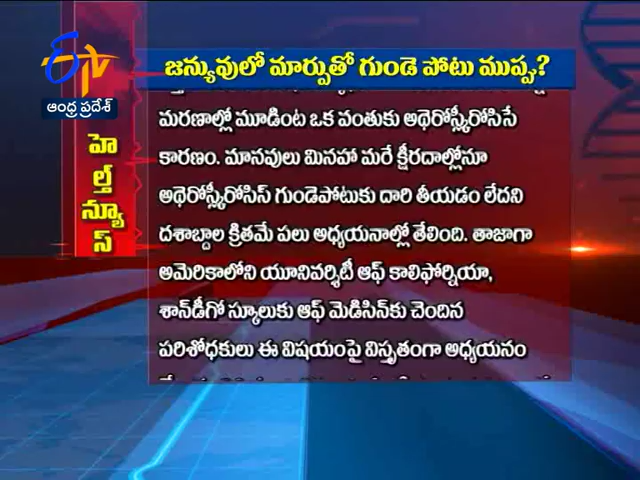 ETV
ఆంధ్ర ప్రదేశ్
హెల్త్ న్యూస్
జన్యువులో మార్పుతో గుండె పోటు ముప్పు?
మరణాల్లో మూడింట ఒక వంతుకు అథెరోస్క్లిరోసిసే
కారణం. మానవులు మినహా మరే క్షీరదాల్లోనూ
అథెరోస్క్లిరోసిస్ గుండెపోటుకు దారి తీయడం లేదని
దశాబ్దాల క్రితమే పలు అధ్యయనాల్లో తేలింది. తాజాగా
అమెరికాలోని యూనివర్శిటీ ఆఫ్ కాలిఫోర్నియా,
శాన్‌డీగో స్కూలుకు ఆఫ్ మెడిసిన్‌కు చెందిన
పరిశోధకులు ఈ విషయంపై విస్తృతంగా అధ్యయనం